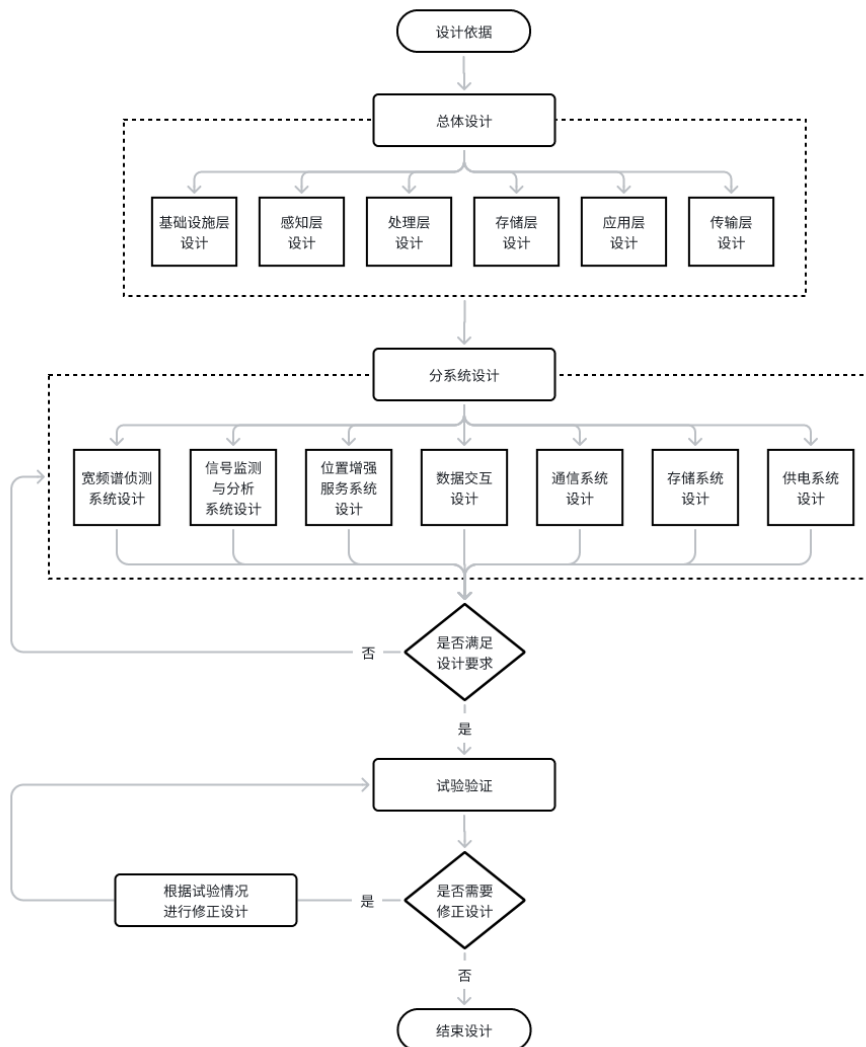 设计依据
总体设计
基础设施层
设计
感知层
设计
处理层
设计
存储层
设计
应用层
设计
传输层
设计
分系统设计
宽频谱侦测
系统设计
信号监测
与分析
系统设计
位置增强
服务系统
设计
数据交互
设计
通信系统
设计
存储系统
设计
供电系统
设计
是否满足
设计要求
否
是
试验验证
是否需要
修正设计
是
根据试验情况
进行修正设计
否
结束设计